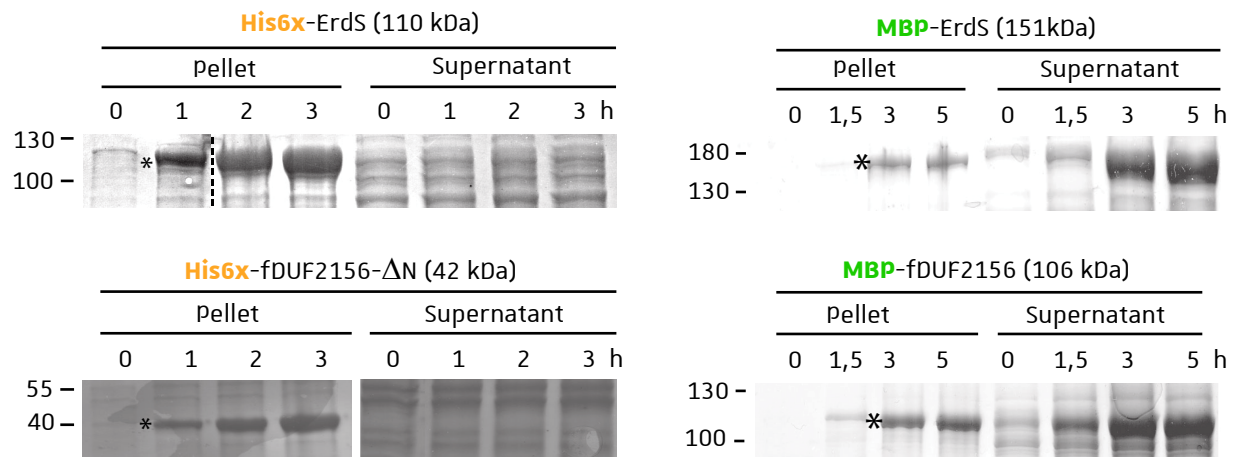 His6x-ErdS (110 kDa)
Pellet Supernatant
0 1 2 3 0 1 2 3 h
130
*
100
MBP-ErdS (151kDa)
Pellet Supernatant
0 1,5 3 5 0 1,5 3 5 h
180
*
130
His6x-fDUF2156-ΔN (42 kDa)
Pellet Supernatant
0 1 2 3 0 1 2 3 h
55
40 *
MBP-fDUF2156 (106 kDa)
Pellet Supernatant
0 1,5 3 5 0 1,5 3 5 h
130
*
100